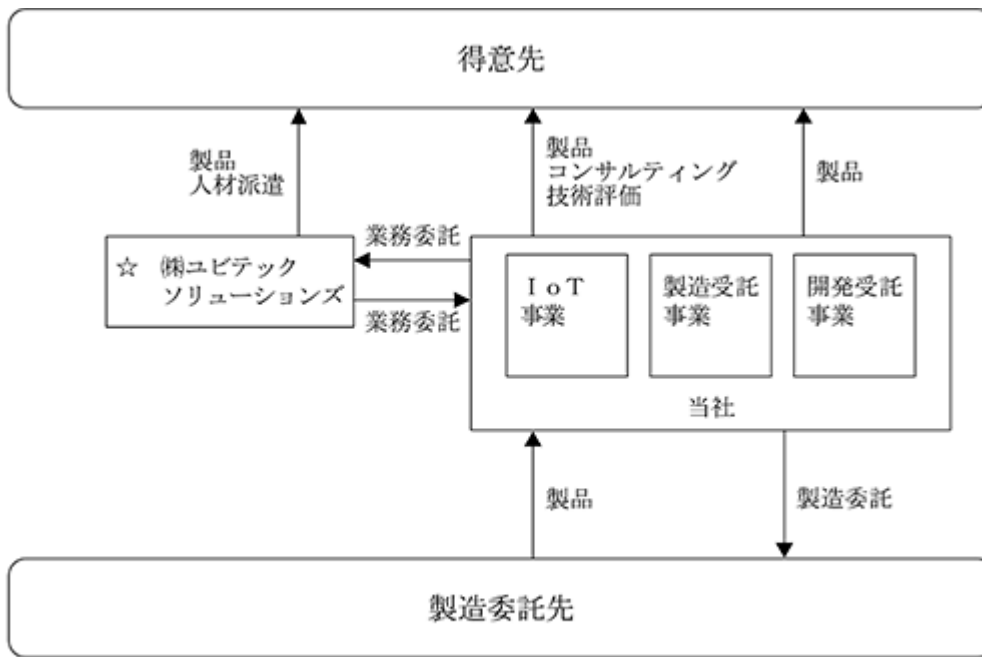 得意先
製品
人材派遣
製品
コンサルティング
技術評価
製品
業務委託
☆ ㈱ユビテック
ソリューションズ
業務委託
ＩｏＴ
事業
製造受託
事業
開発受託
事業
当社
製品
製造委託
製造委託先